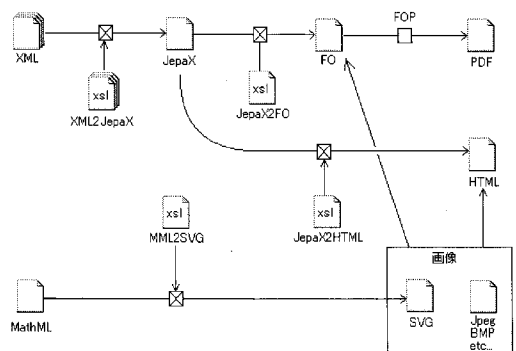 FOP
XML
JepaX
FO
PDF
xsl
XML2JepaX
xsl
JepaX2FO
HTML
xsl
MML2SVG
xsl
JepaX2HTML
画像
MathML
SVG
Jpeg
BMP
etc...